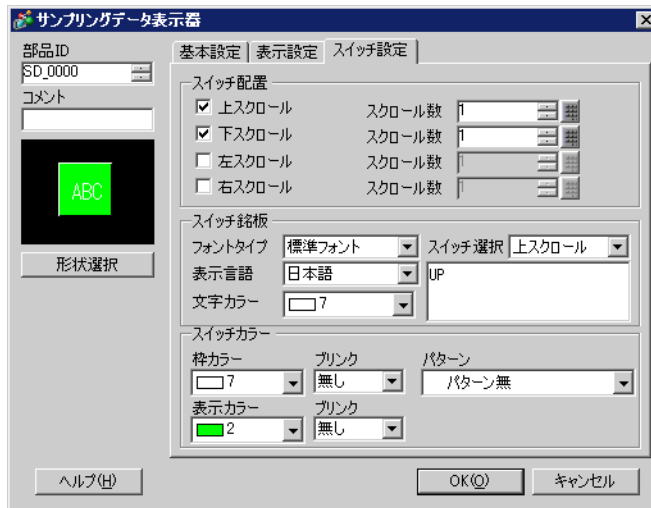 サンプリングデータ表示器
部品ID
SD_0000
コメント
ABC
形状選択
基本設定 表示設定 スイッチ設定
スイッチ配置
上スクロール スクロール数 1
下スクロール スクロール数 1
左スクロール スクロール数 1
右スクロール スクロール数 1
スイッチ銘板
フォントタイプ 標準フォント スイッチ選択 上スクロール
表示言語 日本語 UP
文字カラー 7
スイッチカラー
枠カラー ブリンク パターン
7 無し パターン無
表示カラー ブリンク
2 無し
ヘルプ(H) OK(O) キャンセル